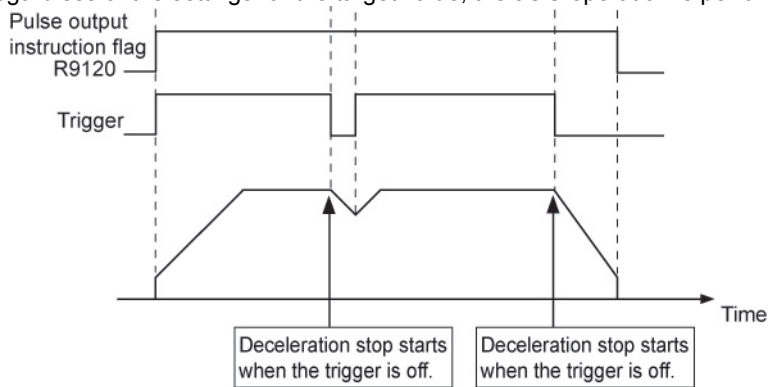 Pulse output
instruction flag
R9120
Trigger
Time
Deceleration stop starts
when the trigger is off.
Deceleration stop starts
when the trigger is off.